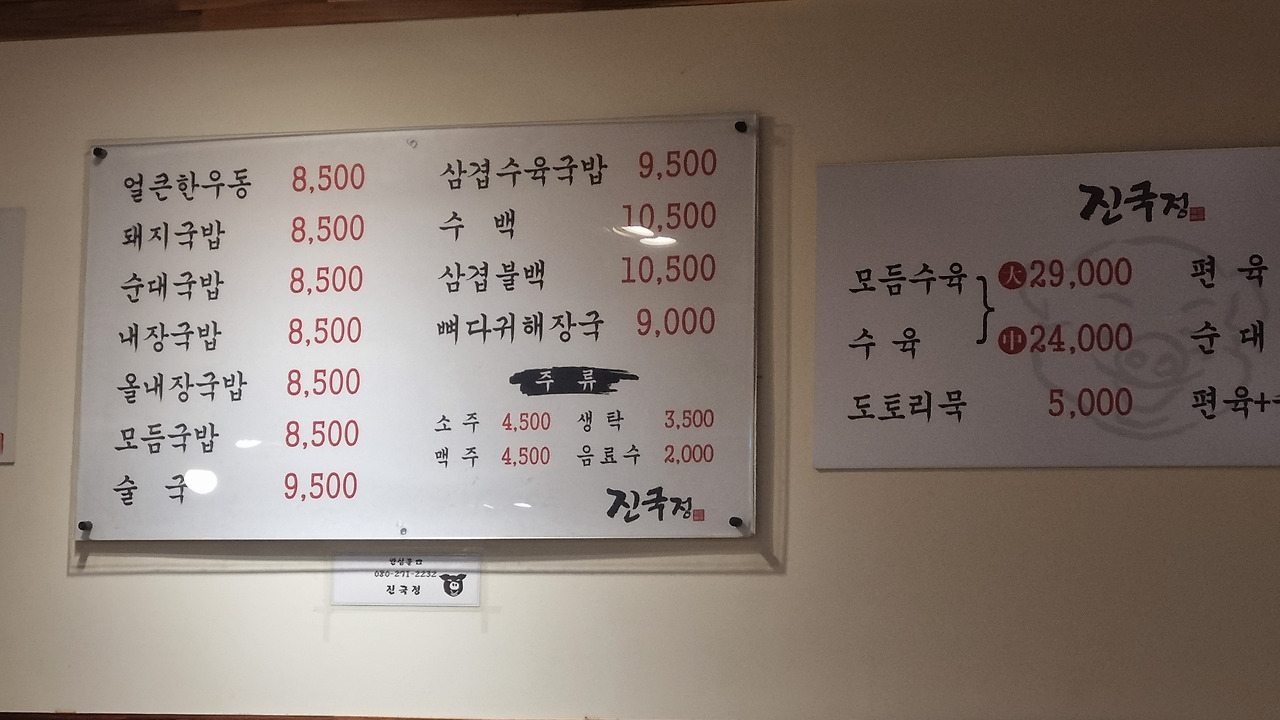 얼큰한우동 8,500
돼지국밥 8,500
순대국밥 8,500
내장국밥 8,500
올내장국밥 8,500
모듬국밥 8,500
술 국 9,500
삼겹수육국밥 9,500
수 백 10,500
삼겹불백 10,500
뼈다귀해장국 9,000
주 류
소 주 4,500 생 탁 3,500
맥 주 4,500 음료수 2,000
진국정
080-271-2232
진국정
진국정
모듬수육 大 29,000 편 육
수 육 中 24,000 순 대
도토리묵 5,000 편육+